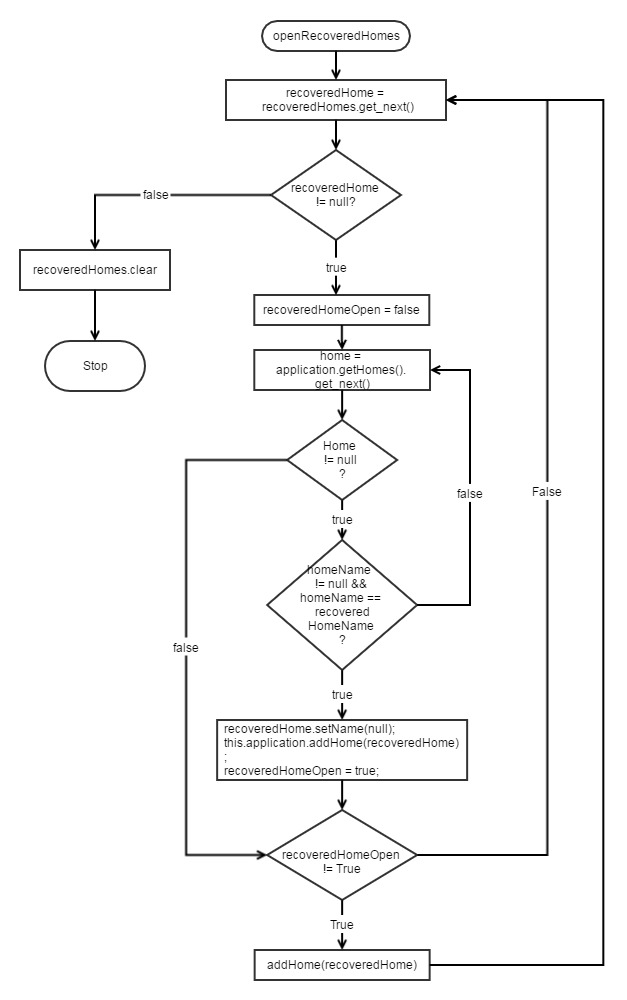 openRecoveredHomes
recoveredHome =
recoveredHomes.get_next()
recoveredHome
!= null?
false
recoveredHomes.clear
Stop
true
recoveredHomeOpen = false
home =
application.getHomes().
get_next()
Home
!= null
?
false
true
homeName
!= null &&
homeName ==
recovered
HomeName
?
false
False
true
recoveredHome.setName(null);
this.application.addHome(recoveredHome)
;
recoveredHomeOpen = true;
recoveredHomeOpen
!= True
True
addHome(recoveredHome)